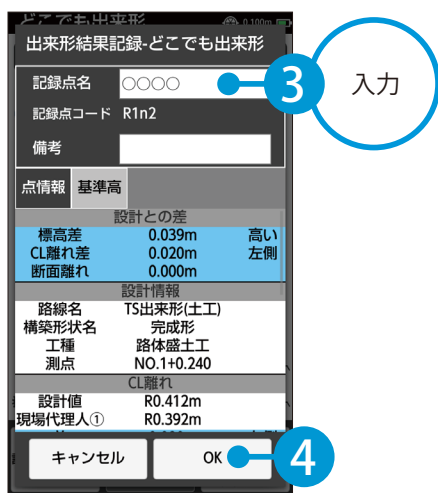 どこでも出来形 0.100m
出来形結果記録-どこでも出来形
記録点名 ○○○○ 3 入力
記録点コード R1n2
備考
点情報 基準高
設計との差
標高差 0.039m 高い
CL離れ差 0.020m 左側
断面離れ 0.000m
設計情報
路線名 TS出来形(土工)
構築形状名 完成形
工種 路体盛土工
測点 NO.1+0.240
CL離れ
設計値 R0.412m
現場代理人① R0.392m
キャンセル OK 4